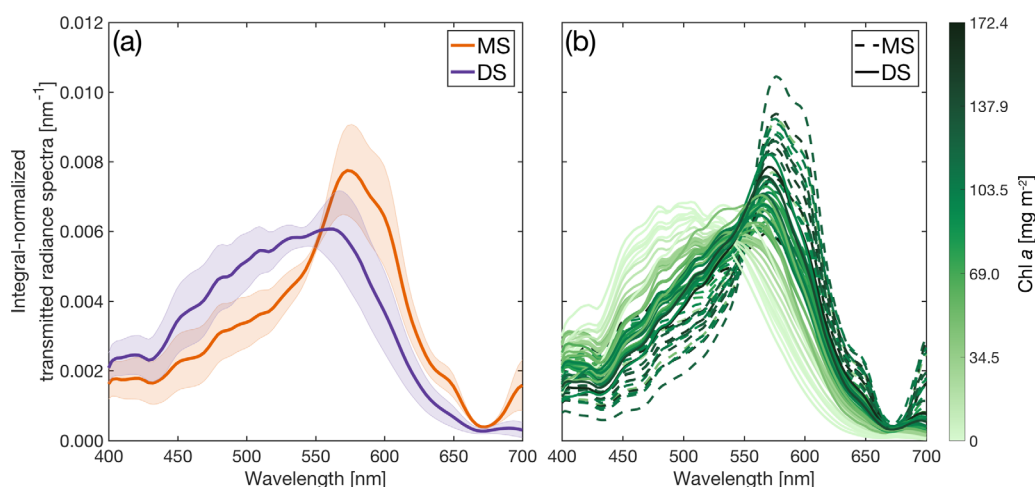 (a)
MS
DS
0.012
0.010
0.008
0.006
0.004
0.002
0.000
Integral-normalized
transmitted radiance spectra [nm⁻¹]
400 450 500 550 600 650 700
Wavelength [nm]
(b)
MS
DS
400 450 500 550 600 650 700
Wavelength [nm]
172.4
137.9
103.5
69.0
34.5
0
Chl a [mg m⁻²]